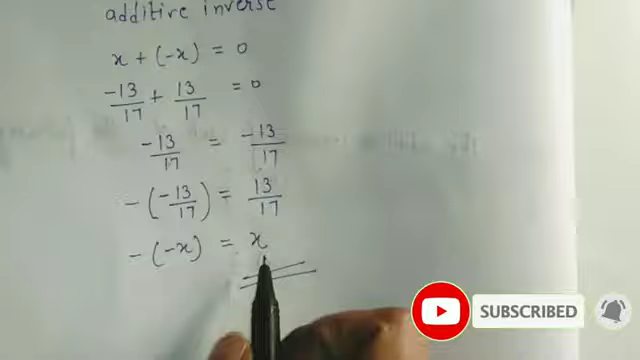 additive inverse
x + (-x) = 0
-13/17 + 13/17 = 0
-13/17 = -13/17
-(-13/17) = 13/17
-(-x) = x
SUBSCRIBED